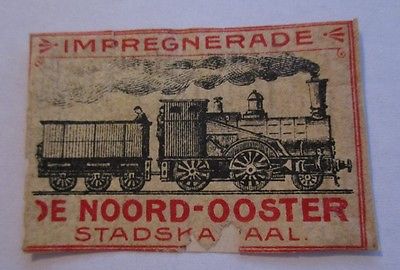 IMPREGNERADE
DE NOORD-OOSTER
STADSKANAAL.